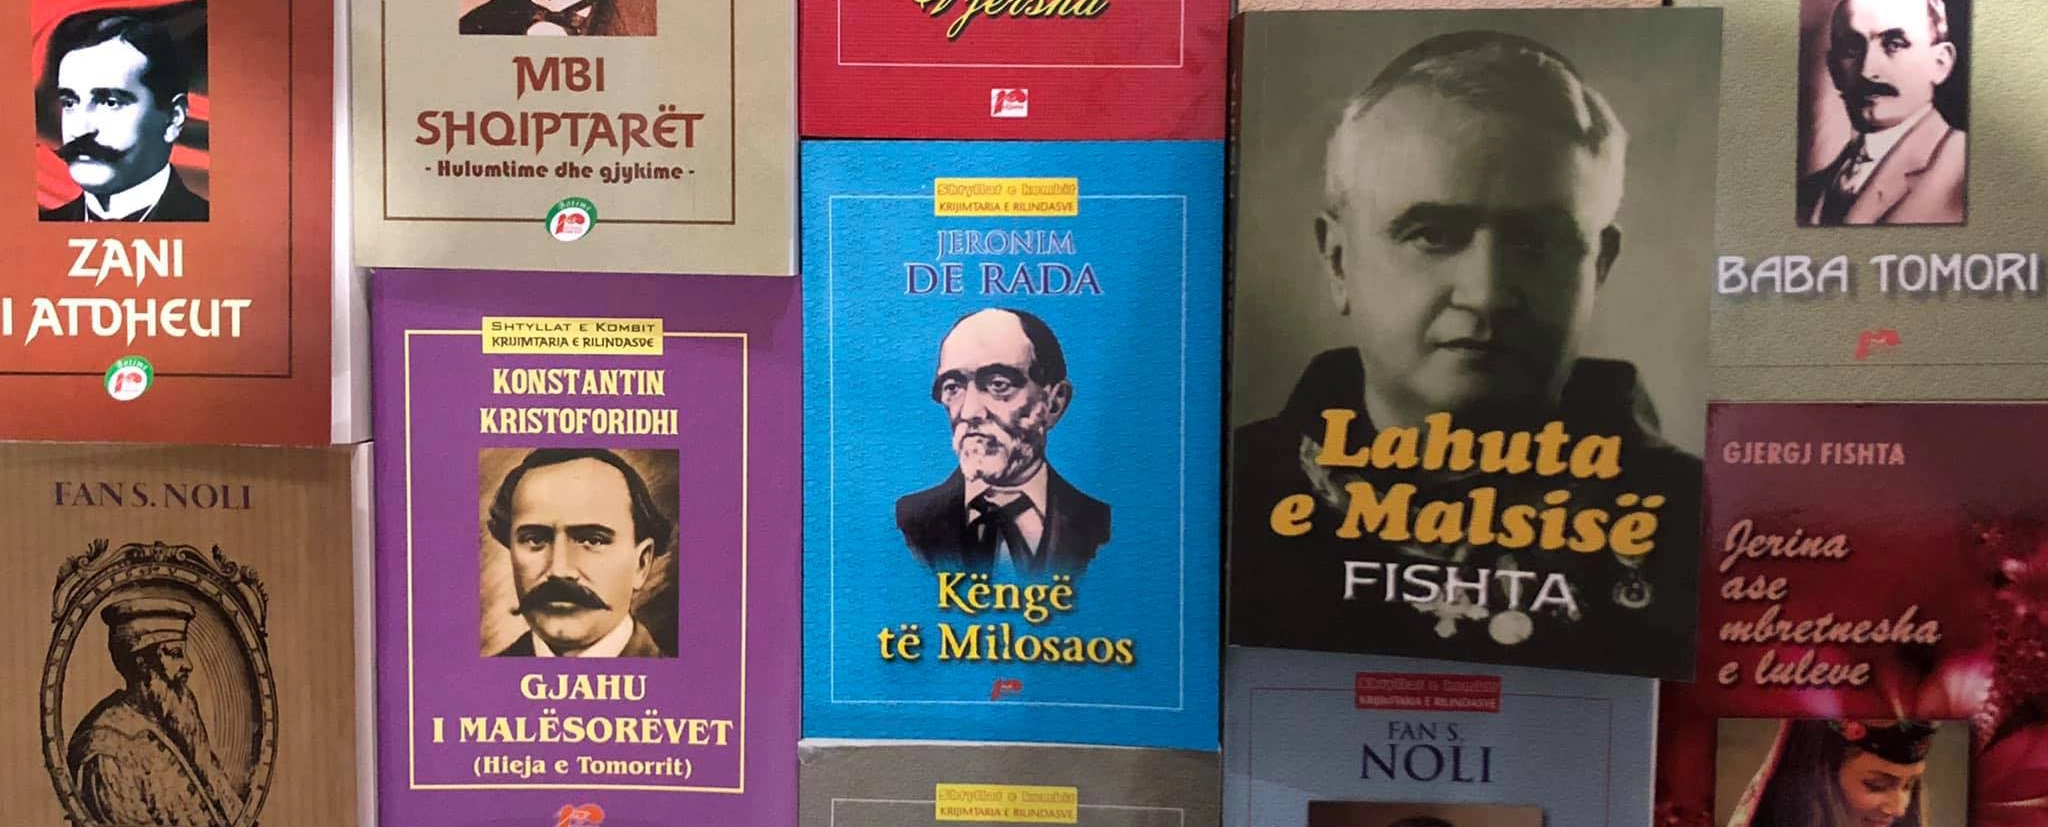 ZANI
I ATDHEUT
FAN S. NOLI
MBI
SHQIPTARËT
- Hulumtime dhe gjykime -
SHTYLLAT E KOMBIT
KRIJIMTARIA E RILINDASVE
KONSTANTIN
KRISTOFORIDHI
GJAHU
I MALËSORËVET
(Hieja e Tomorrit)
Vjersha
Shtyllat e kombit
KRIJIMTARIA E RILINDASVE
JERONIM
DE RADA
Këngë
të Milosaos
Shtyllat e kombit
KRIJIMTARIA E RILINDASVE
Lahuta
e Malsisë
FISHTA
Shtyllat e kombit
KRIJIMTARIA E RILINDASVE
FAN S.
NOLI
BABA TOMORI
GJERGJ FISHTA
Jerina
ase
mbretnesha
e luleve